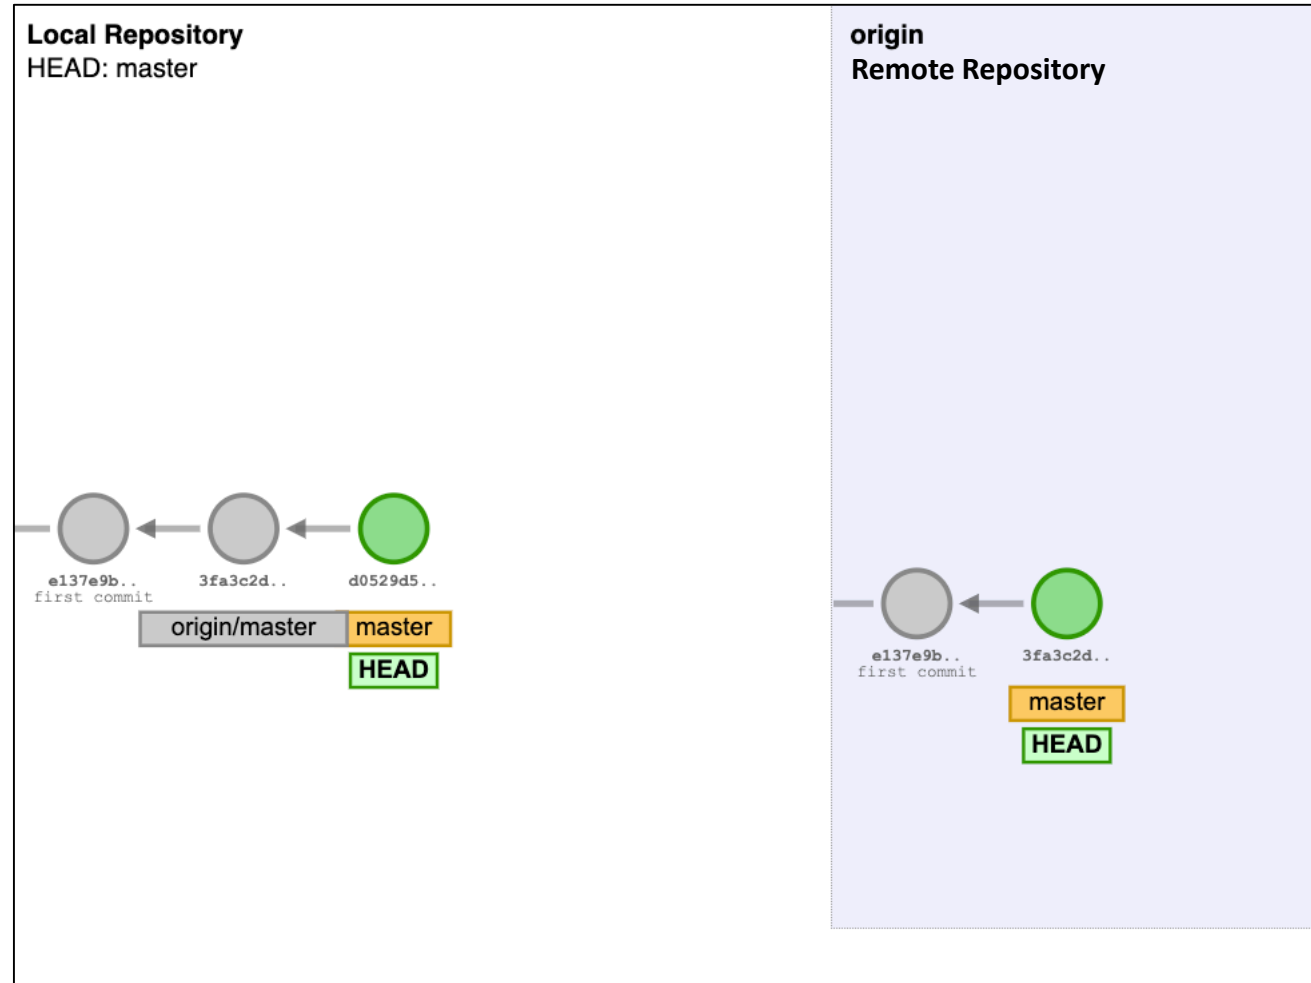 Local Repository
HEAD: master
e137e9b..
first commit
3fa3c2d..
d0529d5..
origin/master
master
HEAD
origin
Remote Repository
e137e9b..
first commit
3fa3c2d..
master
HEAD